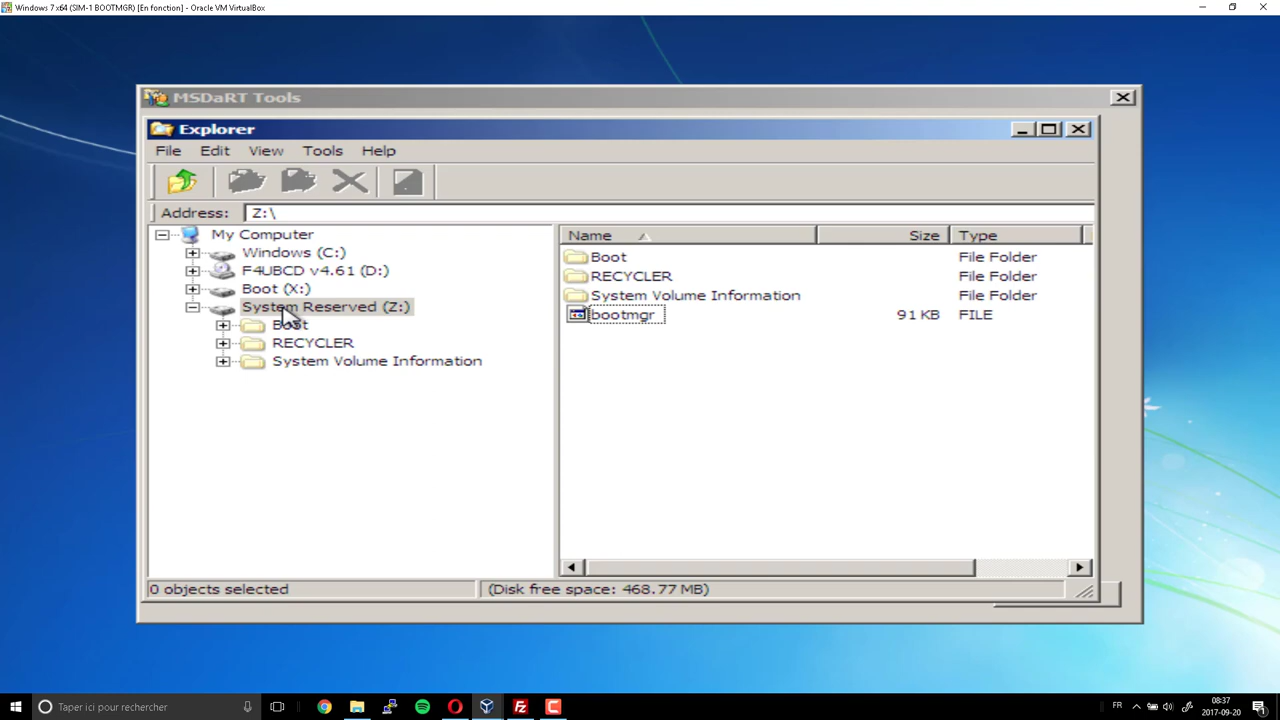 Windows 7 x64 (SIM-1 BOOTMGR) [En fonction] - Oracle VM VirtualBox
MSDaRT Tools
Explorer
File Edit View Tools Help
Address: Z:\
My Computer
Windows (C:)
F4UBCD v4.61 (D:)
Boot (X:)
System Reserved (Z:)
Boot
RECYCLER
System Volume Information
Name Size Type
Boot File Folder
RECYCLER File Folder
System Volume Information File Folder
bootmgr 91 KB FILE
0 objects selected (Disk free space: 468.77 MB)
Taper ici pour rechercher
FR 08:37
2017-09-20
1